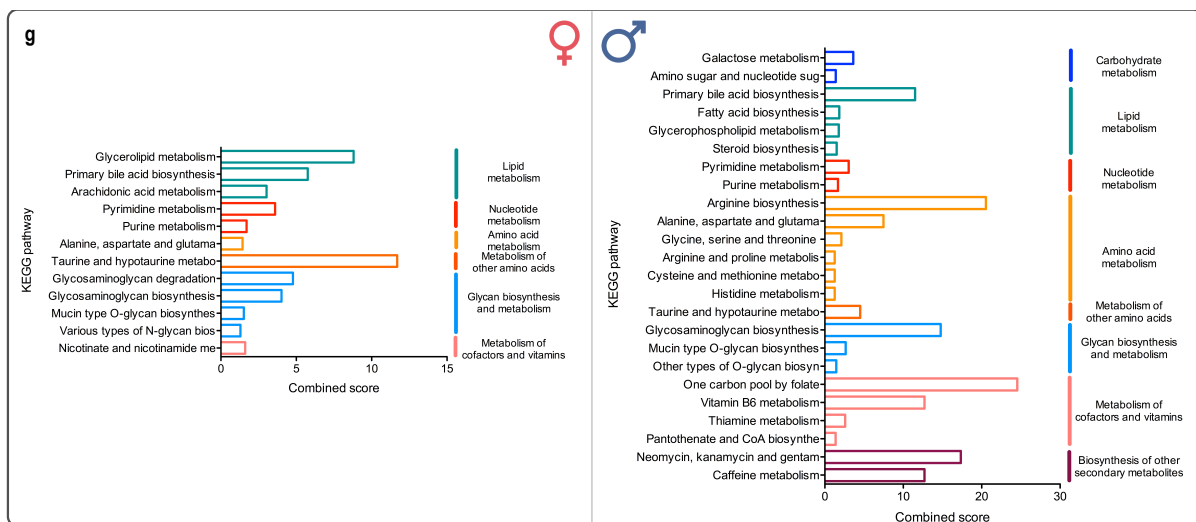 g
KEGG pathway
Glycerolipid metabolism
Primary bile acid biosynthesis
Arachidonic acid metabolism
Pyrimidine metabolism
Purine metabolism
Alanine, aspartate and glutama
Taurine and hypotaurine metabo
Glycosaminoglycan degradation
Glycosaminoglycan biosynthesis
Mucin type O-glycan biosynthes
Various types of N-glycan bios
Nicotinate and nicotinamide me
Lipid
metabolism
Nucleotide
metabolism
Amino acid
metabolism
Metabolism of
other amino acids
Glycan biosynthesis
and metabolism
Metabolism of
cofactors and vitamins
0 5 10 15
Combined score
KEGG pathway
Galactose metabolism
Amino sugar and nucleotide sug
Primary bile acid biosynthesis
Fatty acid biosynthesis
Glycerophospholipid metabolism
Steroid biosynthesis
Pyrimidine metabolism
Purine metabolism
Arginine biosynthesis
Alanine, aspartate and glutama
Glycine, serine and threonine
Arginine and proline metabolis
Cysteine and methionine metabo
Histidine metabolism
Taurine and hypotaurine metabo
Glycosaminoglycan biosynthesis
Mucin type O-glycan biosynthes
Other types of O-glycan biosyn
One carbon pool by folate
Vitamin B6 metabolism
Thiamine metabolism
Pantothenate and CoA biosynthe
Neomycin, kanamycin and gentam
Caffeine metabolism
Carbohydrate
metabolism
Lipid
metabolism
Nucleotide
metabolism
Amino acid
metabolism
Metabolism of
other amino acids
Glycan biosynthesis
and metabolism
Metabolism of
cofactors and vitamins
Biosynthesis of other
secondary metabolites
0 10 20 30
Combined score